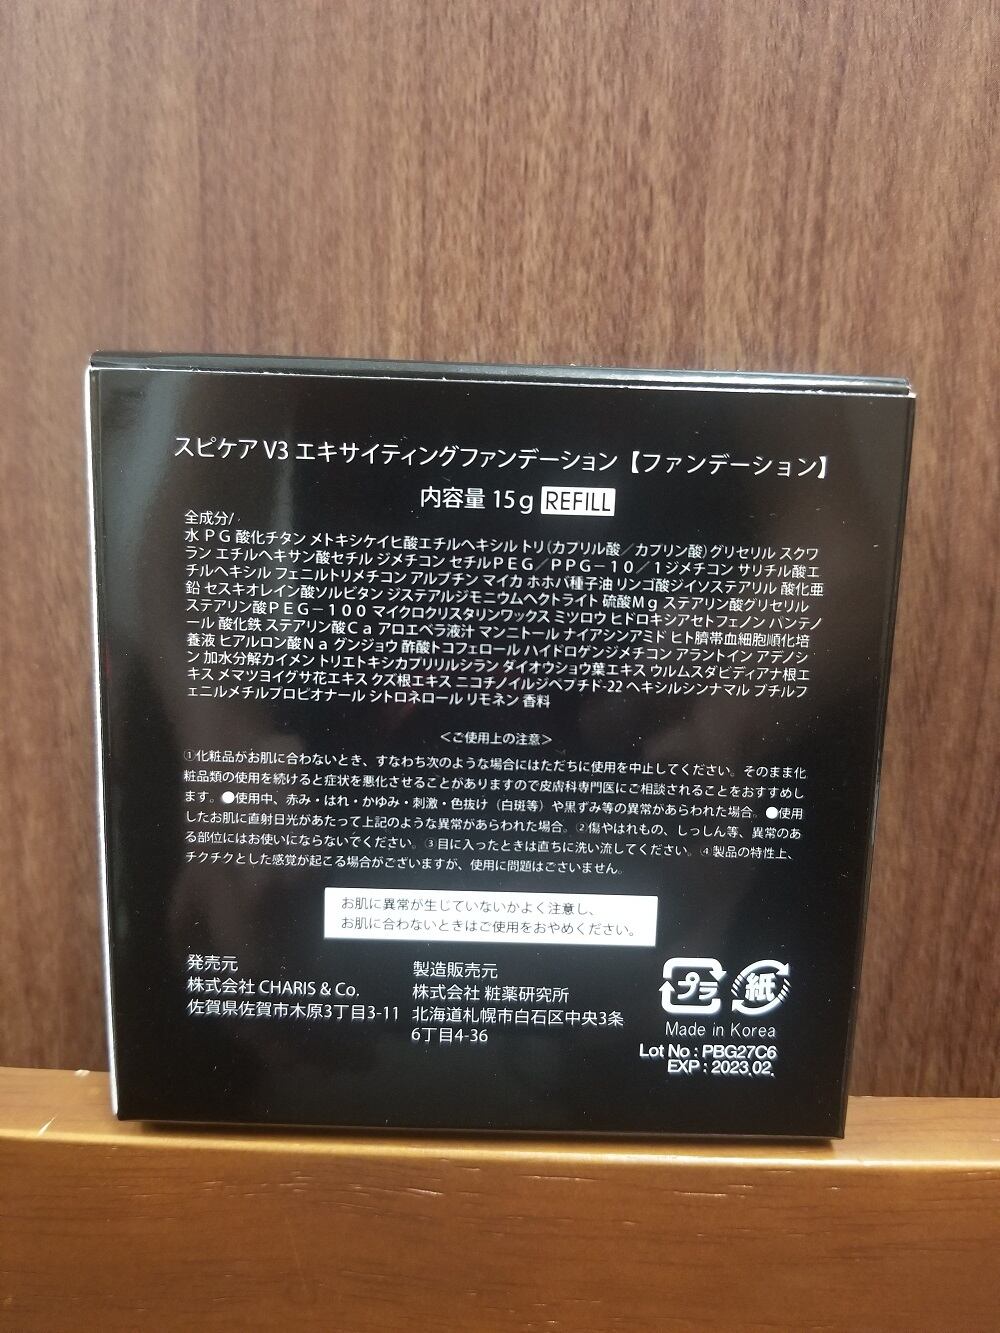 スピケア V3 エキサイティングファンデーション【ファンデーション】
内容量 15g REFILL
全成分/
水 PG 酸化チタン メトキシケイヒ酸エチルヘキシル トリ(カプリル酸/カプリン酸)グリセリル スクワ
ラン エチルヘキサン酸セチル ジメチコン セチルPEG/PPG-10/1ジメチコン サリチル酸エ
チルヘキシル フェニルトリメチコン アルブチン マイカ ホホバ種子油 リンゴ酸ジイソステアリル 酸化亜
鉛 セスキオレイン酸ソルビタン ジステアルジモニウムヘクトライト 硫酸Mg ステアリン酸グリセリル
ステアリン酸PEG-100 マイクロクリスタリンワックス ミツロウ ヒドロキシアセトフェノン パンテノ
ール 酸化鉄 ステアリン酸Ca アロエベラ液汁 マンニトール ナイアシンアミド ヒト臍帯血細胞順化培
養液 ヒアルロン酸Na グンジョウ 酢酸トコフェロール ハイドロゲンジメチコン アラントイン アデノシ
ン 加水分解カイメン トリエトキシカプリリルシラン ダイオウショウ葉エキス ウルムスダビディアナ根エ
キス メマツヨイグサ花エキス クズ根エキス ニコチノイルジペプチド-22 ヘキシルシンナマル ブチルフ
ェニルメチルプロピオナール シトロネロール リモネン 香料
＜ご使用上の注意＞
①化粧品がお肌に合わないとき、すなわち次のような場合にはただちに使用を中止してください。そのまま化
粧品類の使用を続けると症状を悪化させることがありますので皮膚科専門医にご相談されることをおすすめし
ます。●使用中、赤み・はれ・かゆみ・刺激・色抜け（白斑等）や黒ずみ等の異常があらわれた場合。●使用
したお肌に直射日光があたって上記のような異常があらわれた場合。②傷やはれもの、しっしん等、異常のあ
る部位にはお使いにならないでください。③目に入ったときは直ちに洗い流してください。④製品の特性上、
チクチクとした感覚が起こる場合がございますが、使用に問題はございません。
お肌に異常が生じていないかよく注意し、
お肌に合わないときはご使用をおやめください。
発売元
株式会社 CHARIS & Co.
佐賀県佐賀市木原3丁目3-11
製造販売元
株式会社 粧薬研究所
北海道札幌市白石区中央3条
6丁目4-36
プラ 紙
Made in Korea
Lot No : PBG27C6
EXP : 2023.02.